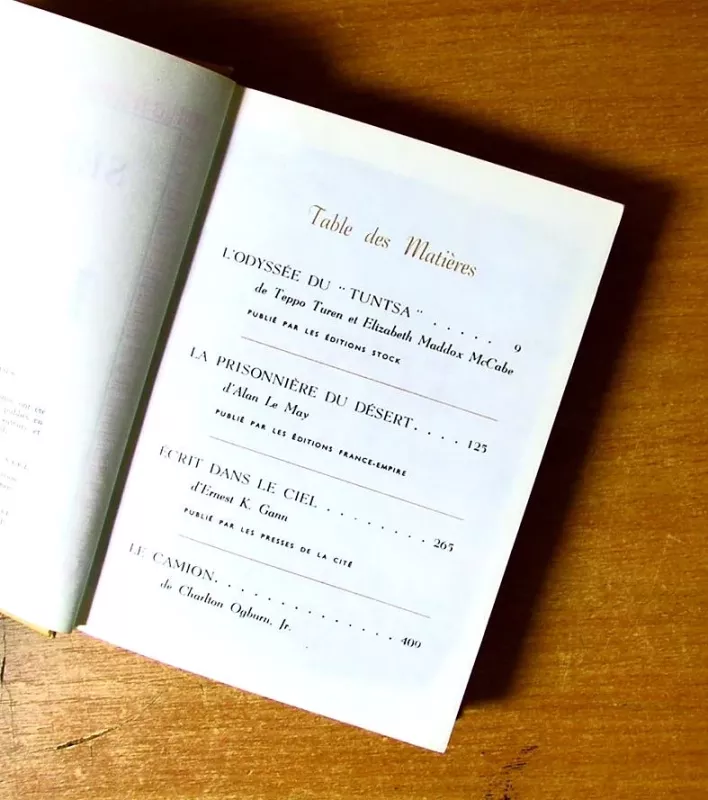 Table des Matières
L'ODYSSÉE DU " TUNTSA " . . . . . 9
de Teppo Turen et Elizabeth Maddox McCabe
PUBLIÉ PAR LES ÉDITIONS STOCK
LA PRISONNIÈRE DU DÉSERT. . . . 125
d'Alan Le May
PUBLIÉ PAR LES ÉDITIONS FRANCE-EMPIRE
ÉCRIT DANS LE CIEL . . . . . . . . . 265
d'Ernest K. Gann
PUBLIÉ PAR LES PRESSES DE LA CITÉ
LE CAMION. . . . . . . . . . . . . . . 409
de Charlton Ogburn, Jr.